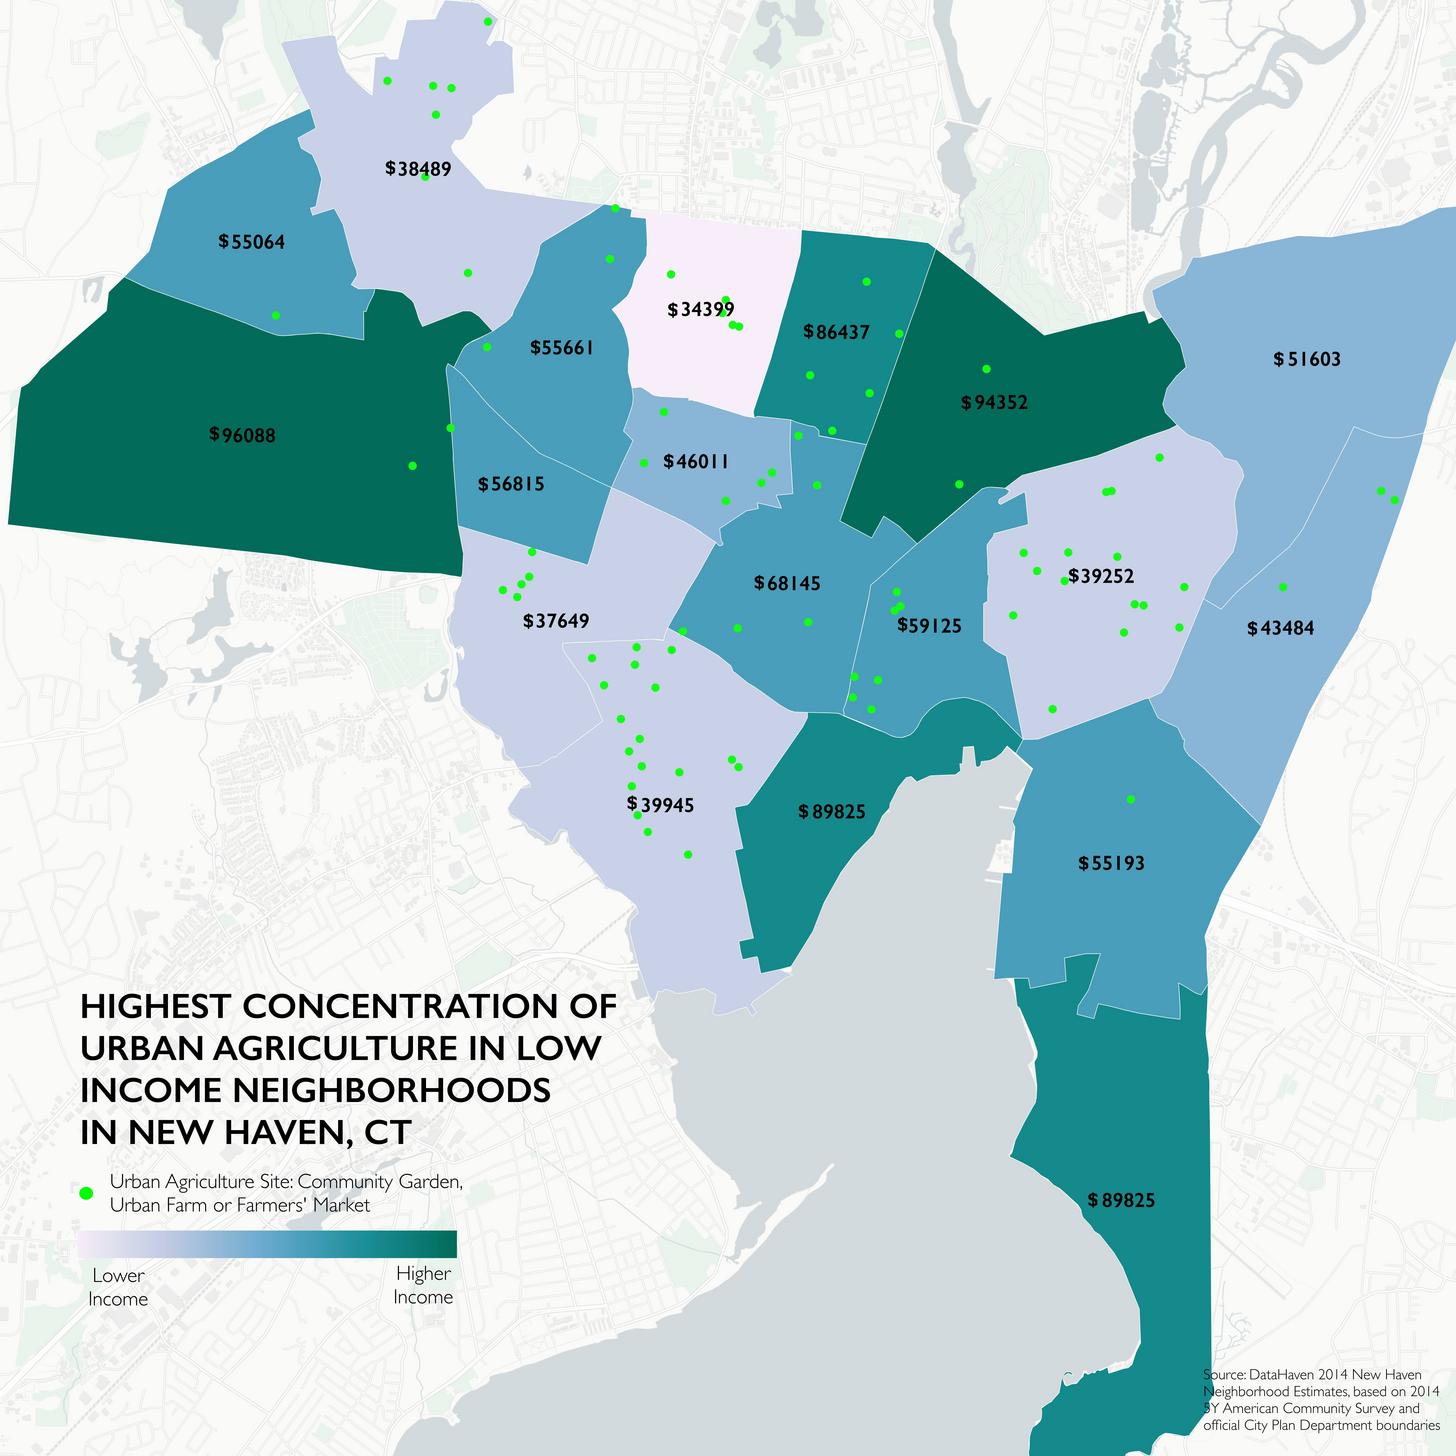 $38489
$55064
$34399
$86437
$55661
$51603
$94352
$96088
$46011
$56815
$39252
$68145
$37649
$59125
$43484
$39945
$89825
$55193
HIGHEST CONCENTRATION OF
URBAN AGRICULTURE IN LOW
INCOME NEIGHBORHOODS
IN NEW HAVEN, CT
Urban Agriculture Site: Community Garden,
Urban Farm or Farmers' Market
$89825
Lower
Income
Higher
Income
Source: DataHaven 2014 New Haven
Neighborhood Estimates, based on 2014
5Y American Community Survey and
official City Plan Department boundaries